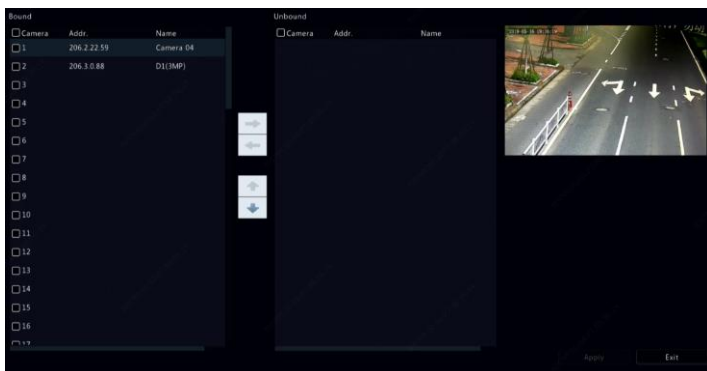 Bound
Unbound
Camera Addr. Name
Camera Addr. Name
1 206.2.22.59 Camera 04
2 206.3.0.88 D1(3MP)
3
4
5
6
7
8
9
10
11
12
13
14
15
16
17
Apply
Exit